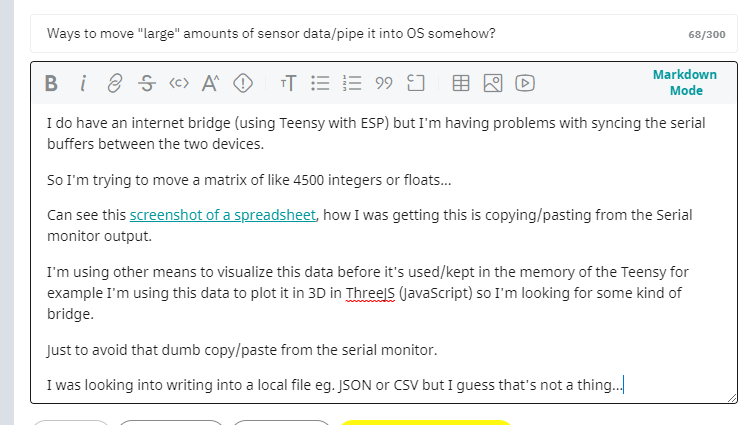 Ways to move "large" amounts of sensor data/pipe it into OS somehow?
68/300
B i S <c> A^ TT 99
Markdown
Mode
I do have an internet bridge (using Teensy with ESP) but I'm having problems with syncing the serial
buffers between the two devices.
So I'm trying to move a matrix of like 4500 integers or floats...
Can see this screenshot of a spreadsheet, how I was getting this is copying/pasting from the Serial
monitor output.
I'm using other means to visualize this data before it's used/kept in the memory of the Teensy for
example I'm using this data to plot it in 3D in ThreeJS (JavaScript) so I'm looking for some kind of
bridge.
Just to avoid that dumb copy/paste from the serial monitor.
I was looking into writing into a local file eg. JSON or CSV but I guess that's not a thing...